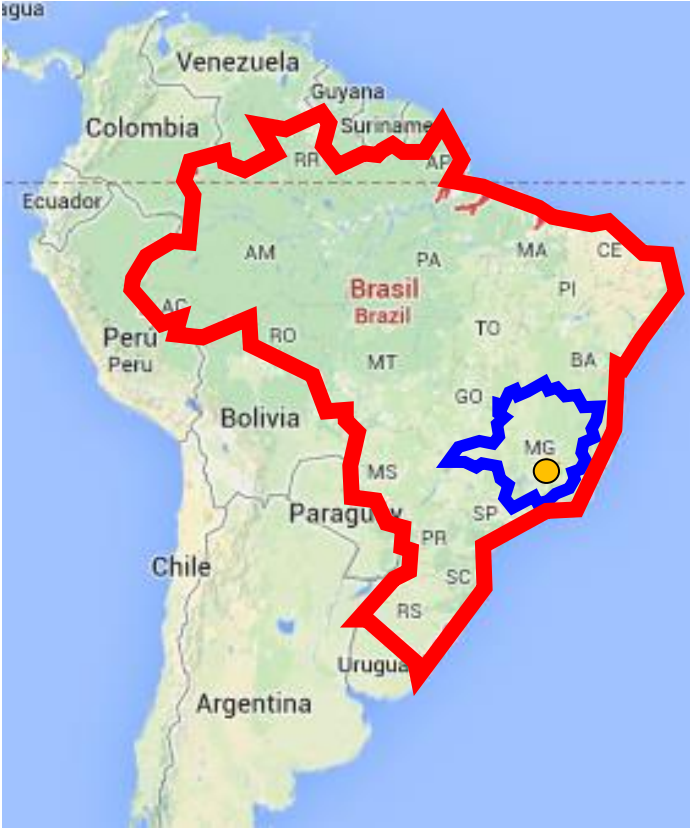 agua
Venezuela
Guyana
Colombia
Suriname
RR
AP
Ecuador
AM
PA
MA
CE
PI
Brasil
Brazil
AC
Perú
Peru
RO
TO
MT
BA
GO
Bolivia
MG
MS
Paraguay
SP
PR
Chile
SC
RS
Urugua
Argentina